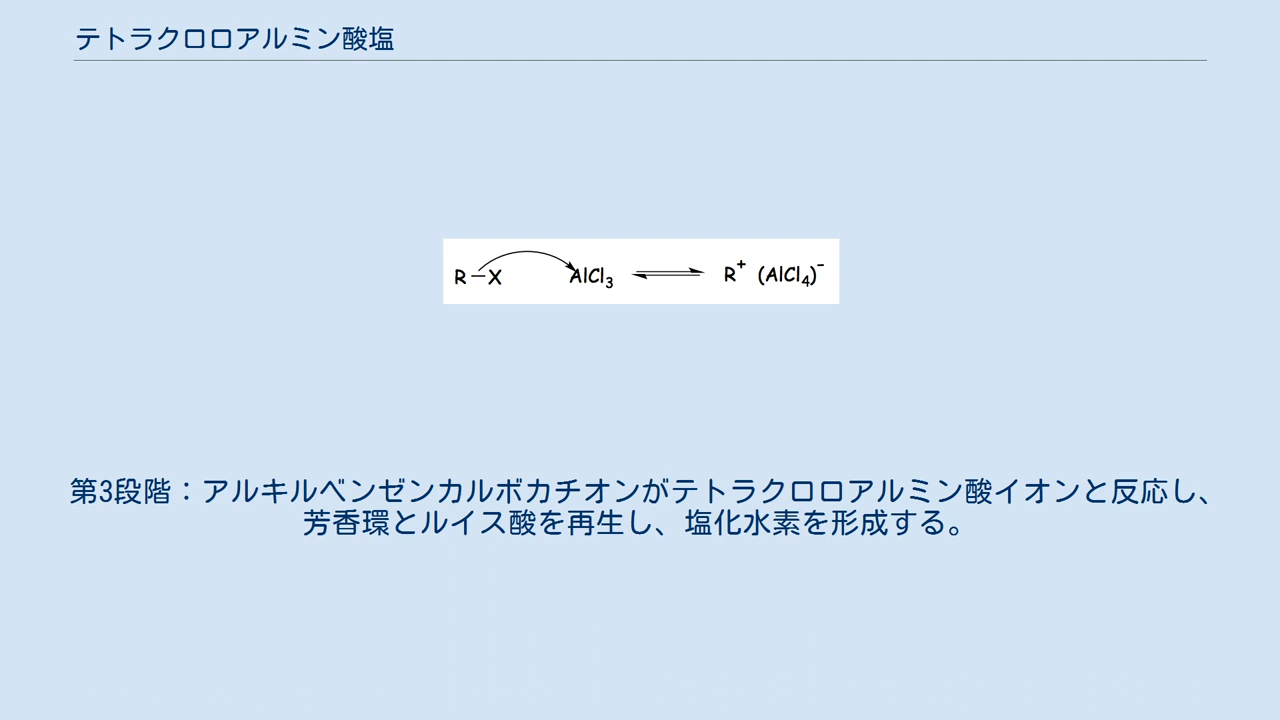 テトラクロロアルミン酸塩
R－X AlCl₃ ⇌ R⁺ (AlCl₄)⁻
第3段階：アルキルベンゼンカルボカチオンがテトラクロロアルミン酸イオンと反応し、
芳香環とルイス酸を再生し、塩化水素を形成する。